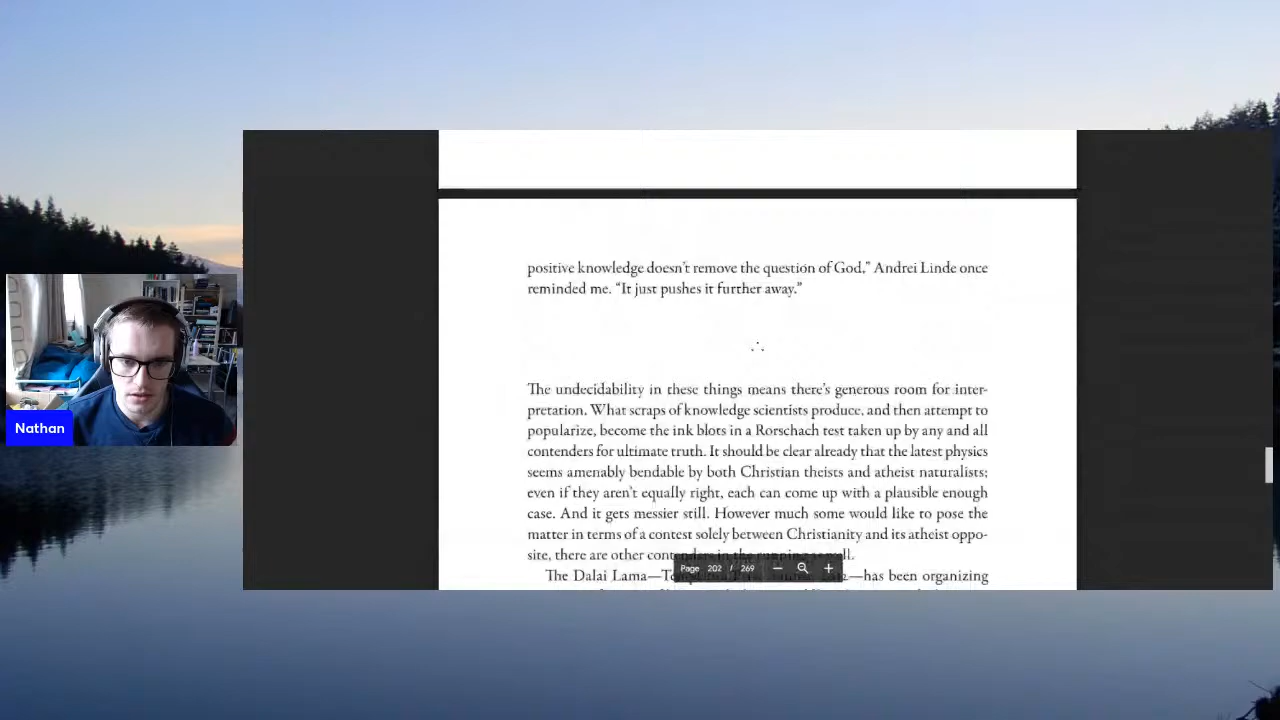 positive knowledge doesn't remove the question of God," Andrei Linde once
reminded me. "It just pushes it further away."
The undecidability in these things means there's generous room for inter-
pretation. What scraps of knowledge scientists produce, and then attempt to
popularize, become the ink blots in a Rorschach test taken up by any and all
contenders for ultimate truth. It should be clear already that the latest physics
seems amenably bendable by both Christian theists and atheist naturalists;
even if they aren't equally right, each can come up with a plausible enough
case. And it gets messier still. However much some would like to pose the
matter in terms of a contest solely between Christianity and its atheist oppo-
site, there are other contenders in the running as well.
The Dalai Lama—has been organizing
Page 202 / 269
Nathan